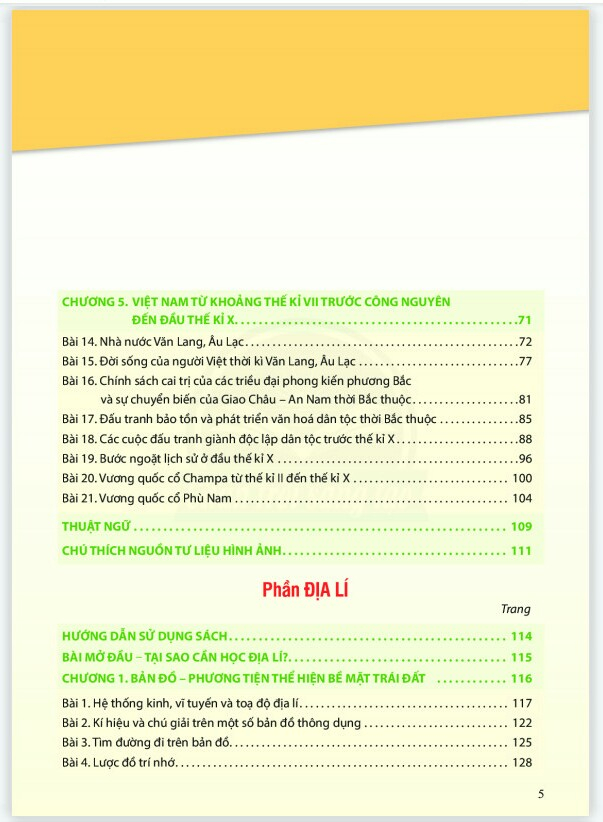 CHƯƠNG 5. VIỆT NAM TỪ KHOẢNG THẾ KỈ VII TRƯỚC CÔNG NGUYÊN
ĐẾN ĐẦU THẾ KỈ X.................................................71
Bài 14. Nhà nước Văn Lang, Âu Lạc.................................................72
Bài 15. Đời sống của người Việt thời kì Văn Lang, Âu Lạc .................................77
Bài 16. Chính sách cai trị của các triều đại phong kiến phương Bắc
và sự chuyển biến của Giao Châu – An Nam thời Bắc thuộc.......................81
Bài 17. Đấu tranh bảo tồn và phát triển văn hoá dân tộc thời Bắc thuộc ...............85
Bài 18. Các cuộc đấu tranh giành độc lập dân tộc trước thế kỉ X.........................88
Bài 19. Bước ngoặt lịch sử ở đầu thế kỉ X...........................................96
Bài 20. Vương quốc cổ Champa từ thế kỉ II đến thế kỉ X .............................. 100
Bài 21. Vương quốc cổ Phù Nam ................................................. 104
THUẬT NGỮ ................................................................. 109
CHÚ THÍCH NGUỒN TƯ LIỆU HÌNH ẢNH........................................ 111
Phần ĐỊA LÍ
Trang
HƯỚNG DẪN SỬ DỤNG SÁCH................................................. 114
BÀI MỞ ĐẦU – TẠI SAO CẦN HỌC ĐỊA LÍ?....................................... 115
CHƯƠNG 1. BẢN ĐỒ – PHƯƠNG TIỆN THỂ HIỆN BỀ MẶT TRÁI ĐẤT ............ 116
Bài 1. Hệ thống kinh, vĩ tuyến và toạ độ địa lí....................................... 117
Bài 2. Kí hiệu và chú giải trên một số bản đồ thông dụng ............................ 122
Bài 3. Tìm đường đi trên bản đồ................................................. 125
Bài 4. Lược đồ trí nhớ......................................................... 128
5